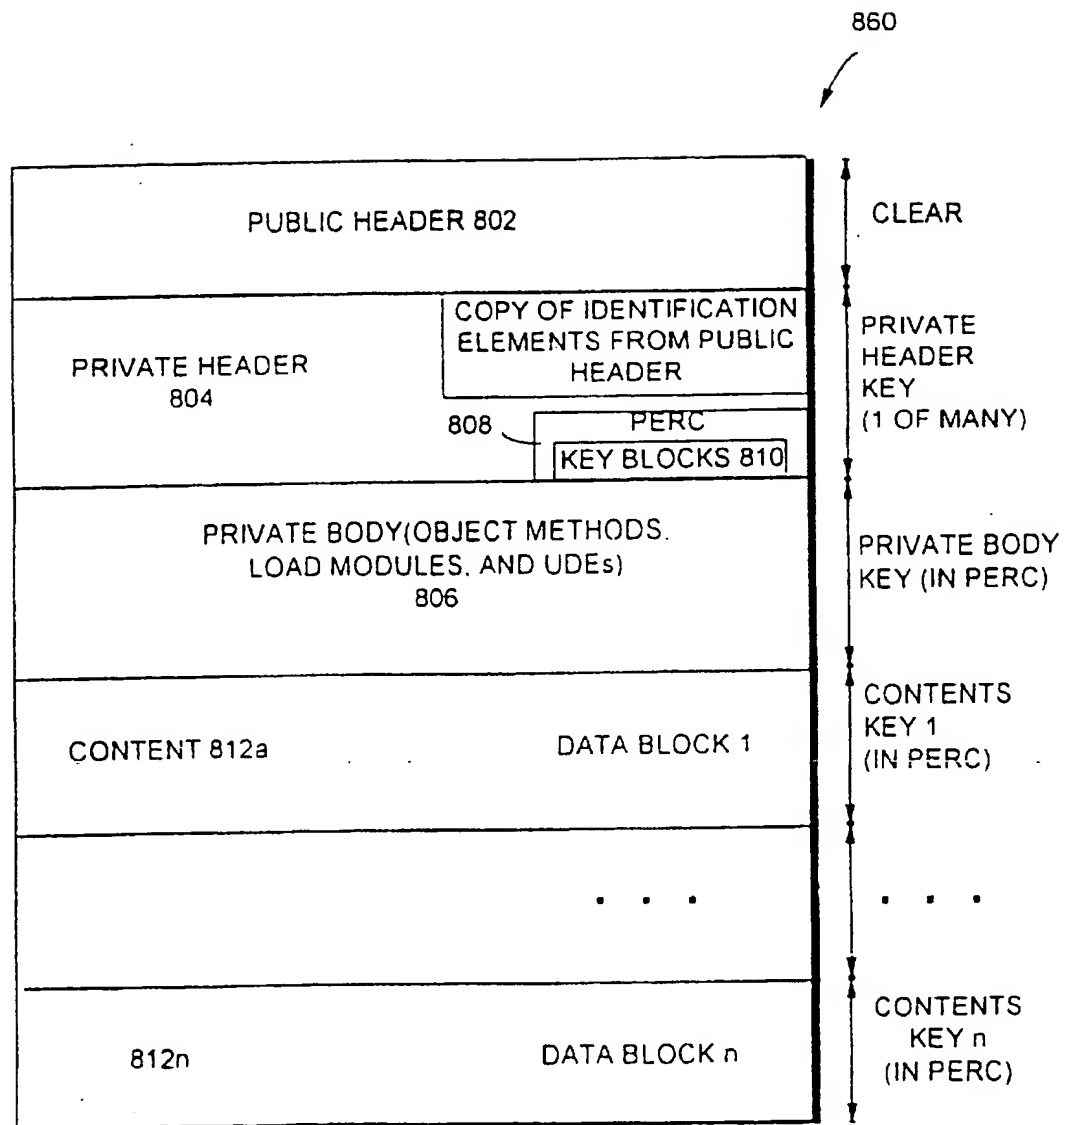 860
PUBLIC HEADER 802
CLEAR
COPY OF IDENTIFICATION
ELEMENTS FROM PUBLIC
HEADER
PRIVATE HEADER
804
808
PERC
KEY BLOCKS 810
PRIVATE
HEADER
KEY
(1 OF MANY)
PRIVATE BODY(OBJECT METHODS.
LOAD MODULES, AND UDEs)
806
PRIVATE BODY
KEY (IN PERC)
CONTENT 812a
DATA BLOCK 1
CONTENTS
KEY 1
(IN PERC)
. . .
. . .
812n
DATA BLOCK n
CONTENTS
KEY n
(IN PERC)